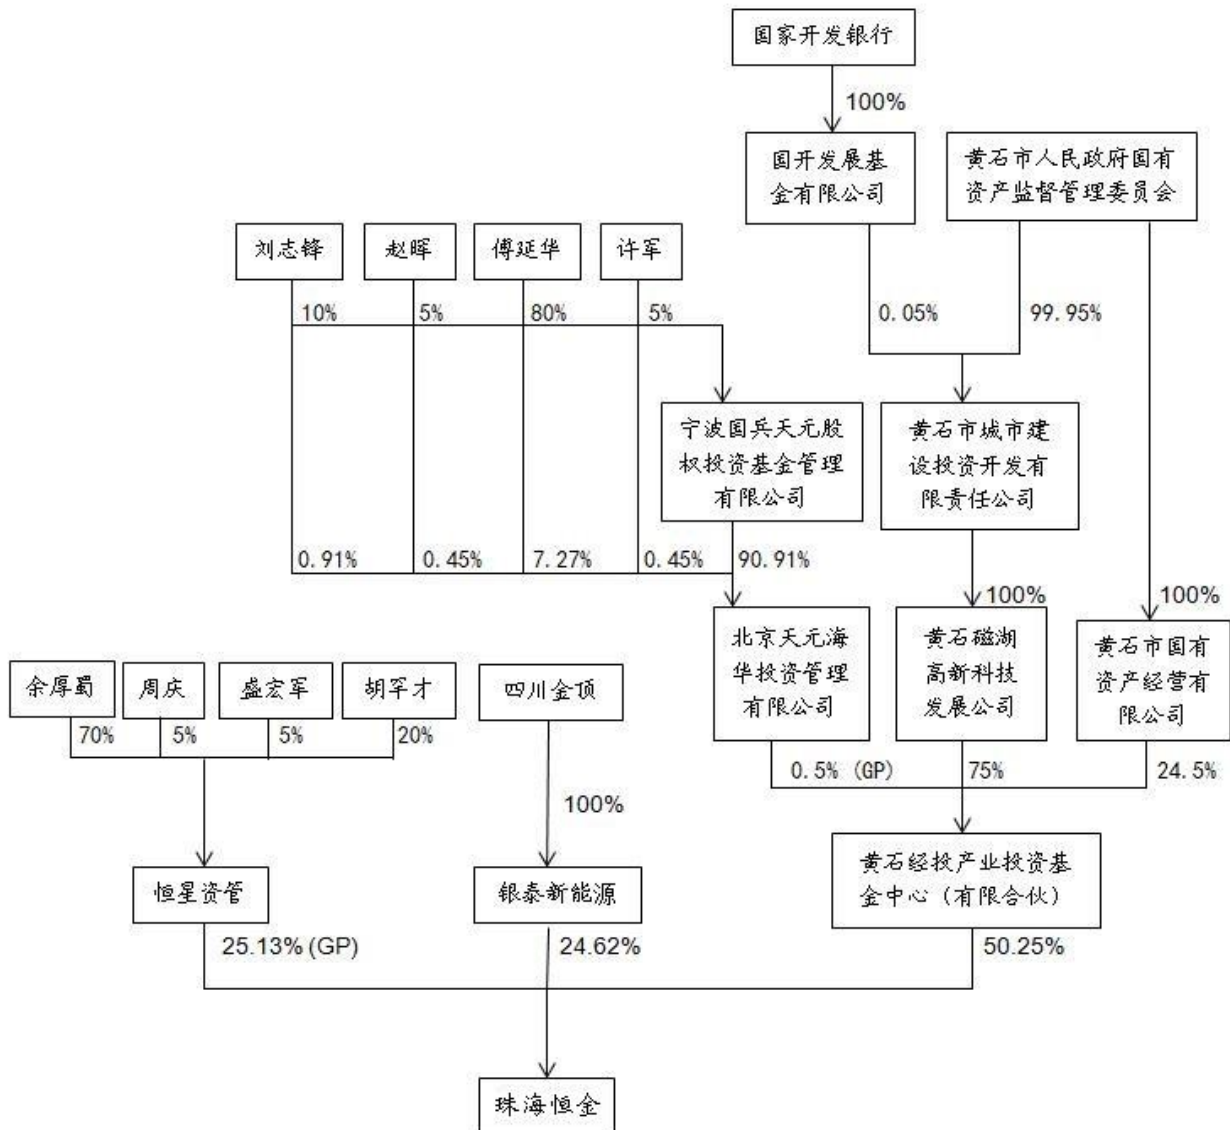 国家开发银行
100%
国开发展基
金有限公司
黄石市人民政府国有
资产监督管理委员会
刘志锋
赵晖
傅延华
许军
10%
5%
80%
5%
0.05%
99.95%
宁波国兵天元股
权投资基金管理
有限公司
黄石市城市建
设投资开发有
限责任公司
0.91%
0.45%
7.27%
0.45%
90.91%
100%
100%
北京天元海
华投资管理
有限公司
黄石磁湖
高新科技
发展公司
黄石市国有
资产经营有
限公司
余厚蜀
周庆
盛宏军
胡罕才
四川金顶
70%
5%
5%
20%
0.5% (GP)
75%
24.5%
100%
恒星资管
银泰新能源
黄石经投产业投资基
金中心（有限合伙）
25.13% (GP)
24.62%
50.25%
珠海恒金